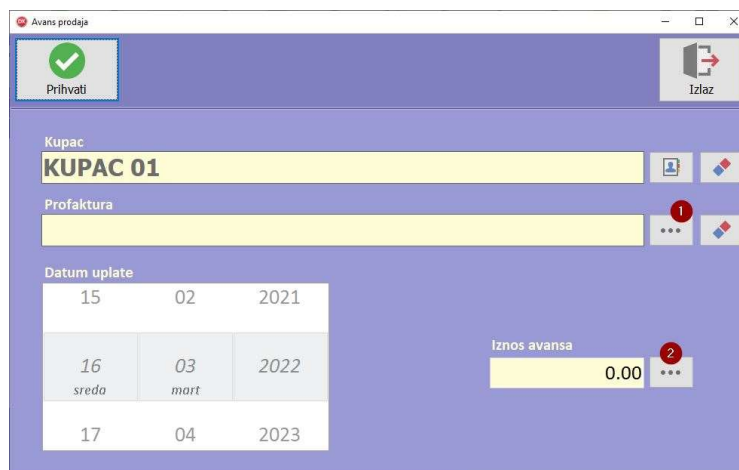 Avans prodaja
Prihvati
Izlaz
Kupac
KUPAC 01
Profaktura
1
Datum uplate
15 02 2021
16 03 2022
sreda mart
17 04 2023
Iznos avansa
2
0.00